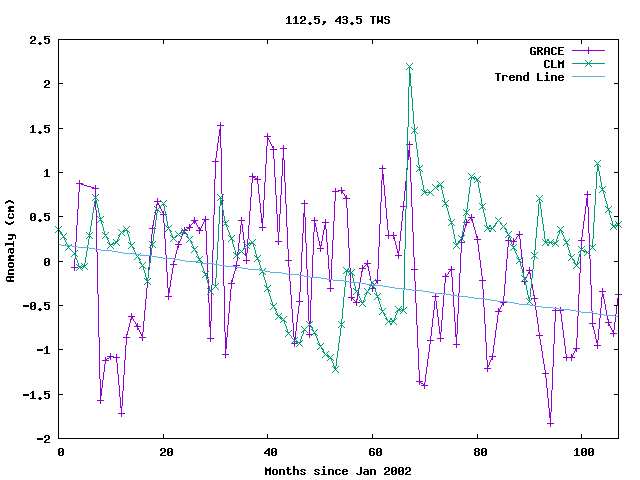 112.5, 43.5 TWS
GRACE
CLM
Trend Line
2.5
2
1.5
1
0.5
0
-0.5
-1
-1.5
-2
Anomaly (cm)
0 20 40 60 80 100
Months since Jan 2002